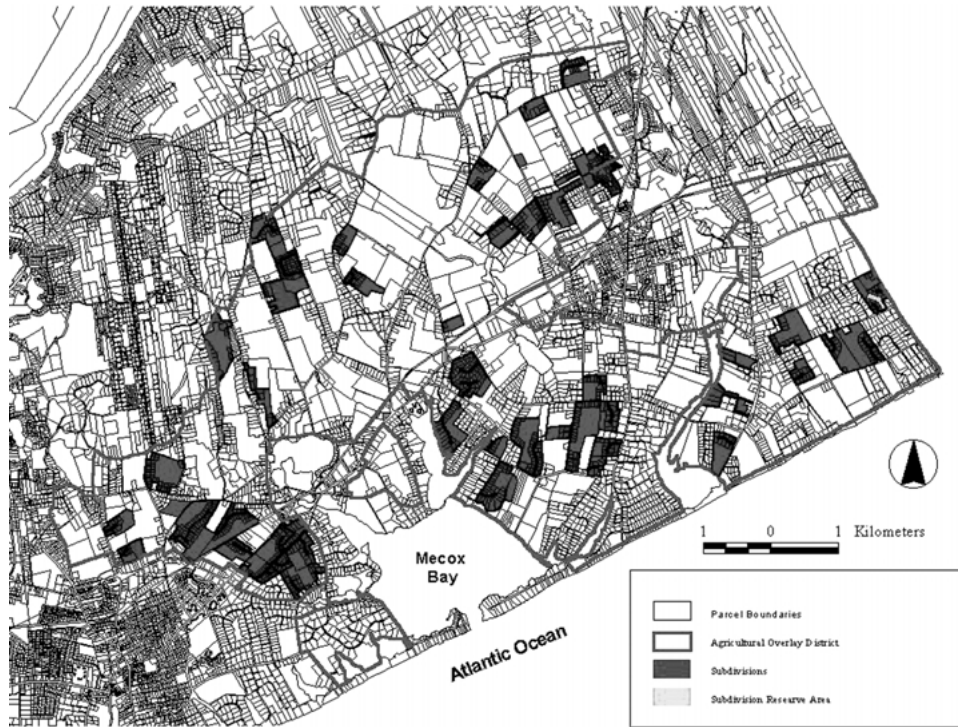 Mecox
Bay
Atlantic Ocean
1 0 1 Kilometers
Parcel Boundaries
Agricultural Overlay District
Subdivisions
Subdivision Reserve Area